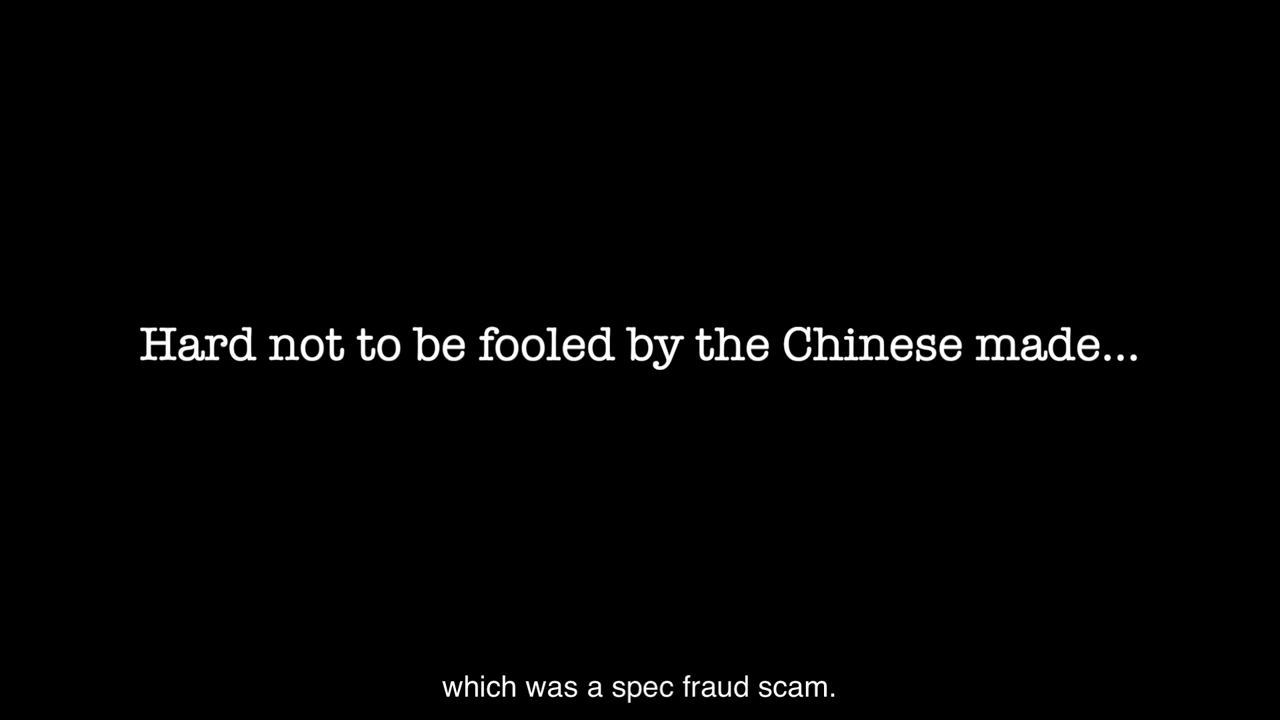 Hard not to be fooled by the Chinese made...
which was a spec fraud scam.